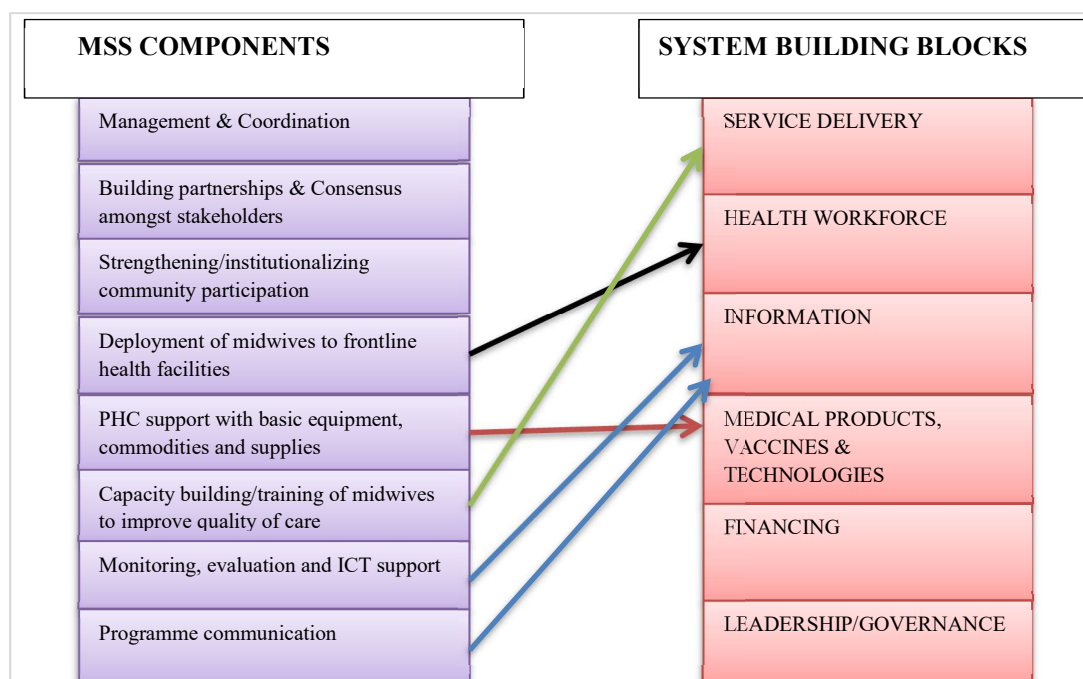 MSS COMPONENTS
Management & Coordination
Building partnerships & Consensus
amongst stakeholders
Strengthening/institutionalizing
community participation
Deployment of midwives to frontline
health facilities
PHC support with basic equipment,
commodities and supplies
Capacity building/training of midwives
to improve quality of care
Monitoring, evaluation and ICT support
Programme communication
SYSTEM BUILDING BLOCKS
SERVICE DELIVERY
HEALTH WORKFORCE
INFORMATION
MEDICAL PRODUCTS,
VACCINES &
TECHNOLOGIES
FINANCING
LEADERSHIP/GOVERNANCE